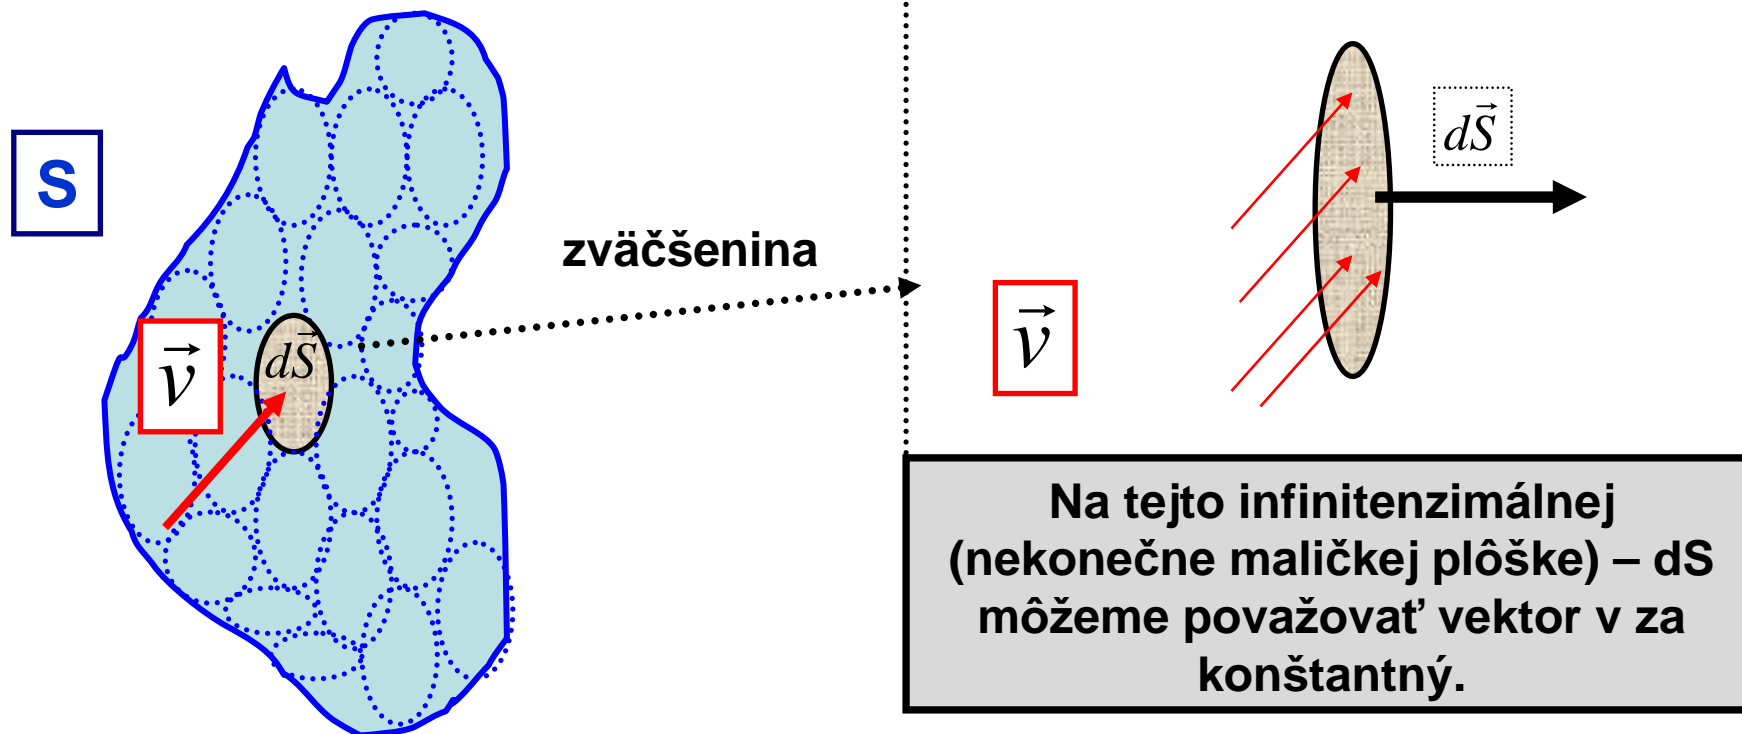 S
zväčšenina
v⃗
dS⃗
dS⃗
v⃗
Na tejto infinitenzimálnej
(nekonečne maličkej plôške) – dS
môžeme považovať vektor v za
konštantný.